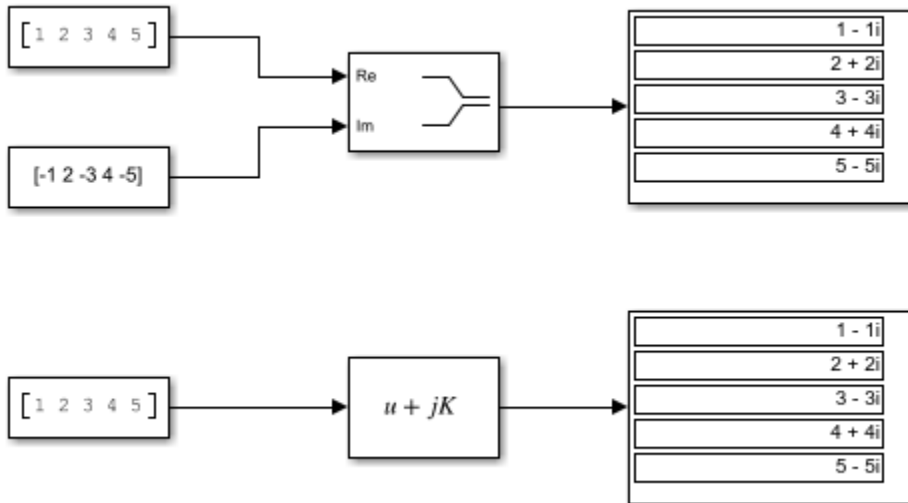 [1 2 3 4 5]
Re
Im
[-1 2 -3 4 -5]
1 - 1i
2 + 2i
3 - 3i
4 + 4i
5 - 5i
[1 2 3 4 5]
u + jK
1 - 1i
2 + 2i
3 - 3i
4 + 4i
5 - 5i